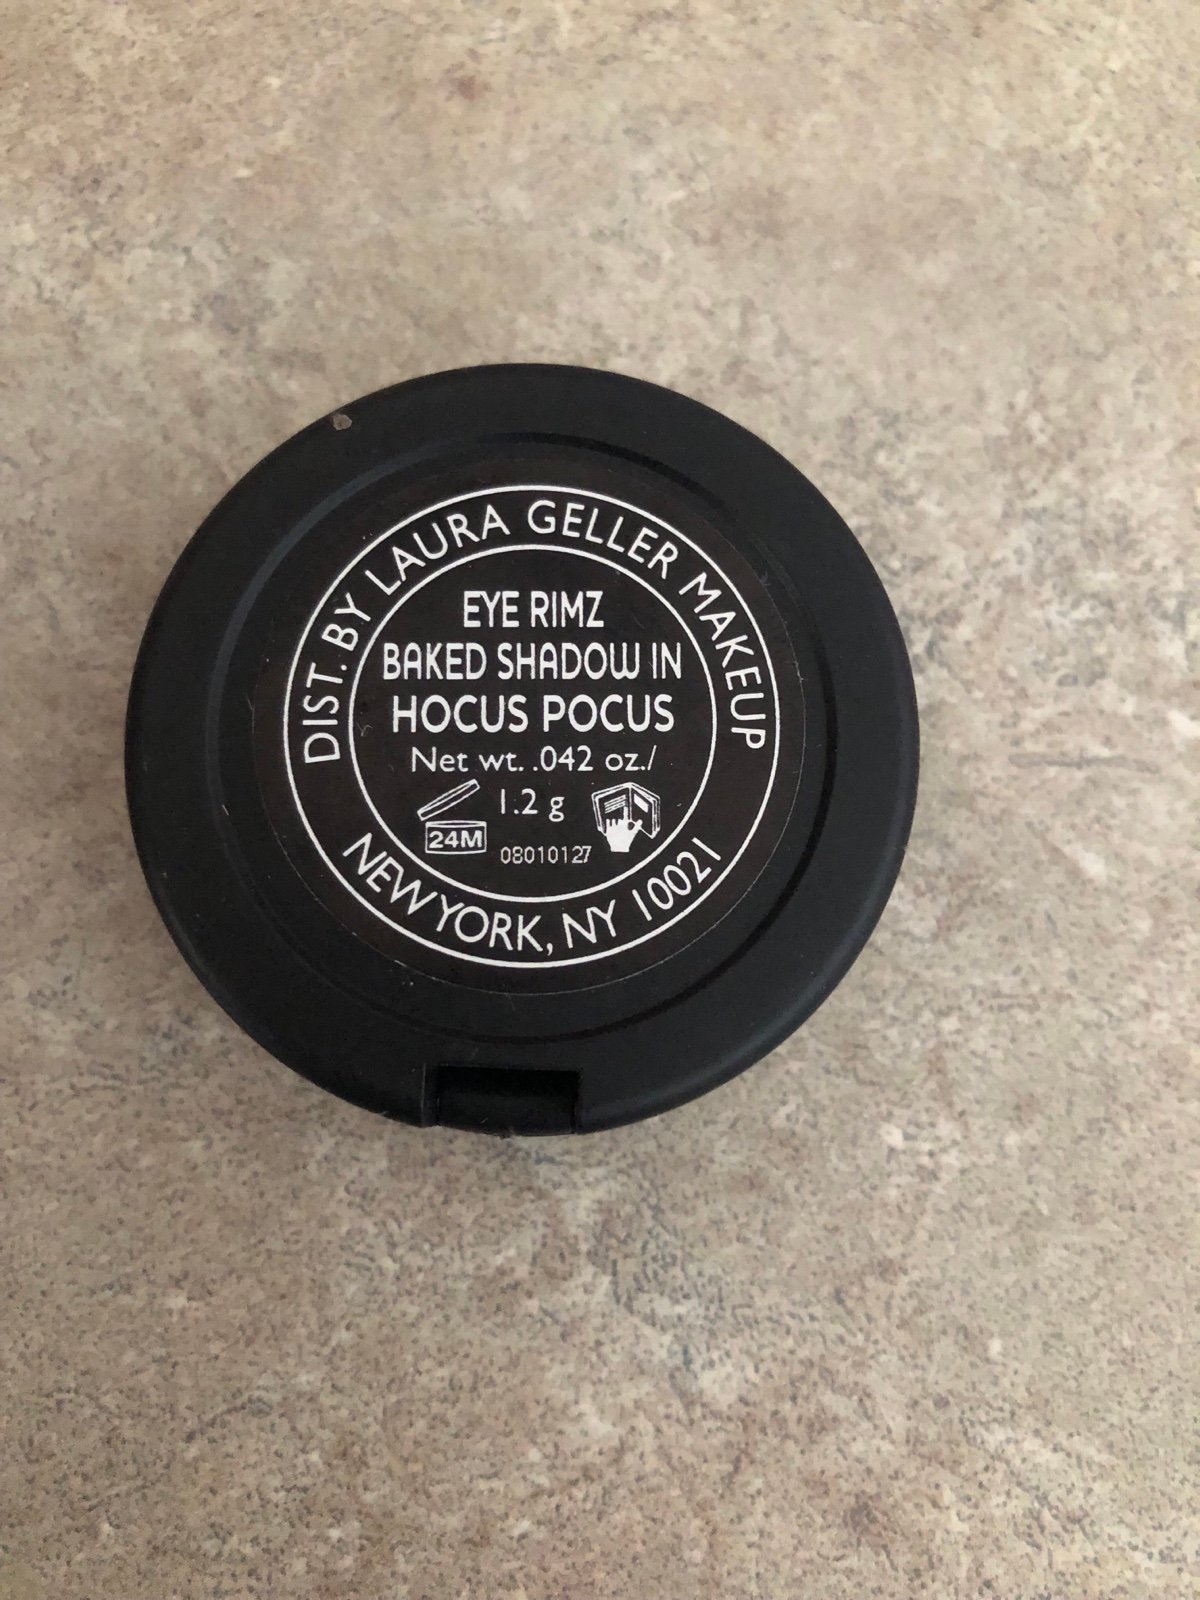 DIST. BY LAURA GELLER MAKEUP
EYE RIMZ
BAKED SHADOW IN
HOCUS POCUS
Net wt. .042 oz./
1.2 g
24M
08010127
NEW YORK, NY 10021